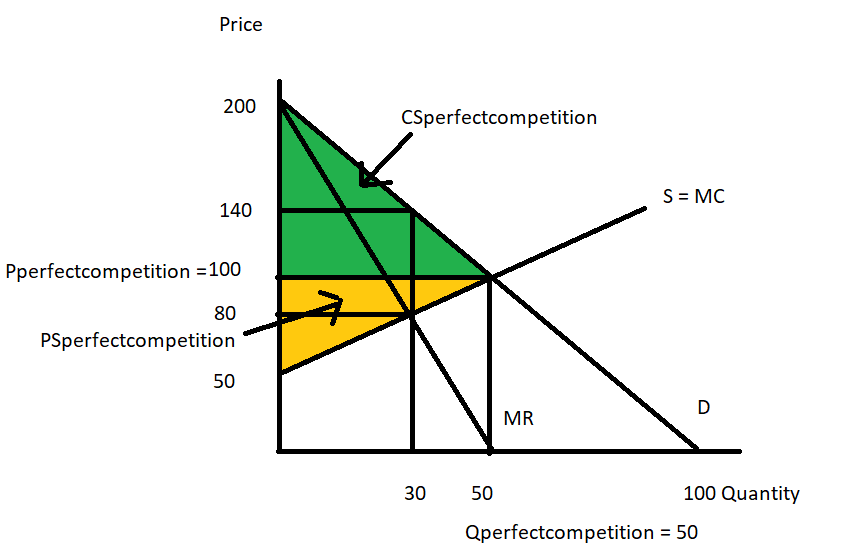 Price
200
CSperfectcompetition
140
S = MC
Pperfectcompetition =100
80
PSperfectcompetition
50
D
MR
30 50 100 Quantity
Qperfectcompetition = 50